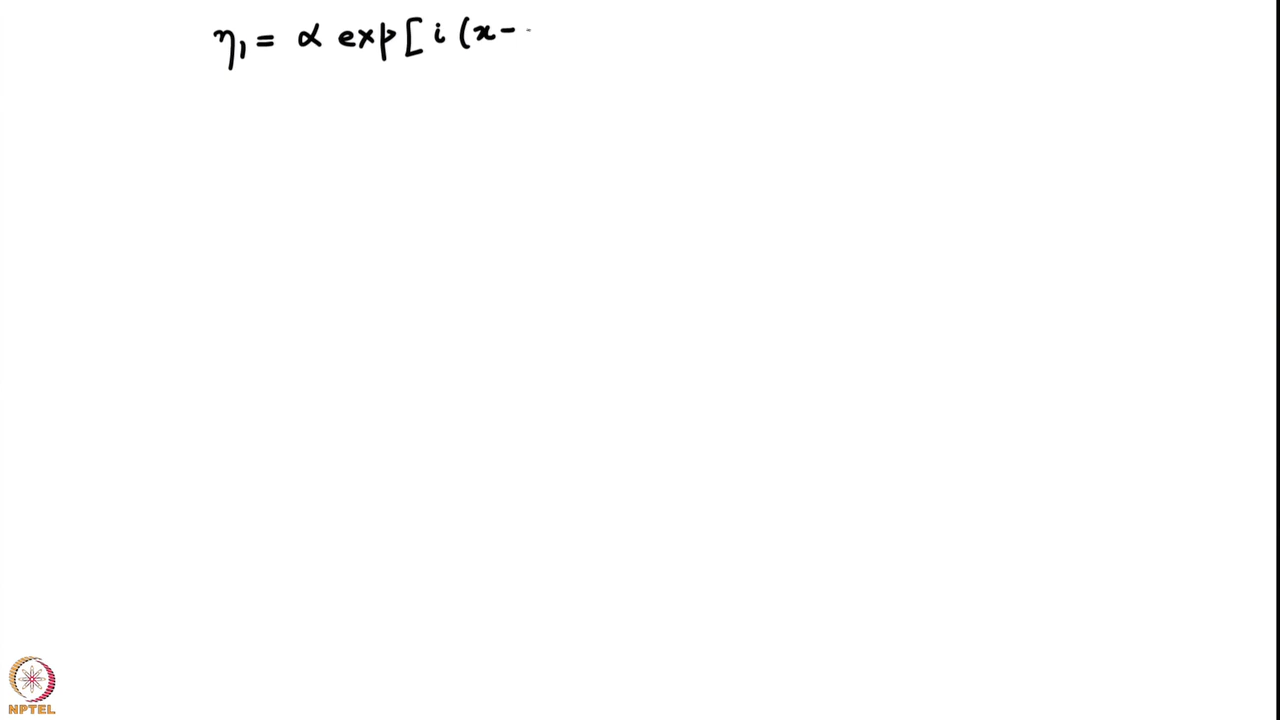 η₁ = α exp[ i (x-
NPTEL